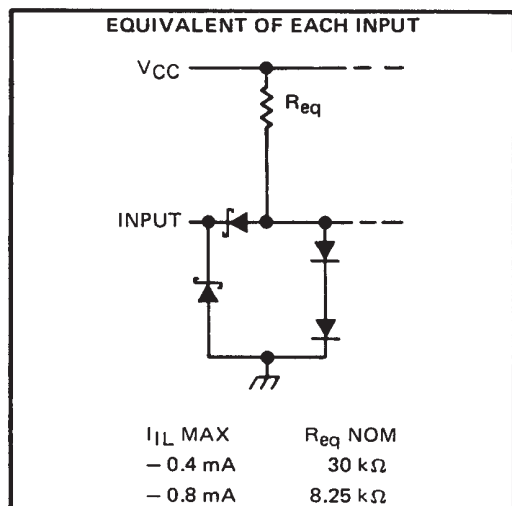 EQUIVALENT OF EACH INPUT
VCC
Req
INPUT
IIL MAX Req NOM
– 0.4 mA 30 kΩ
– 0.8 mA 8.25 kΩ